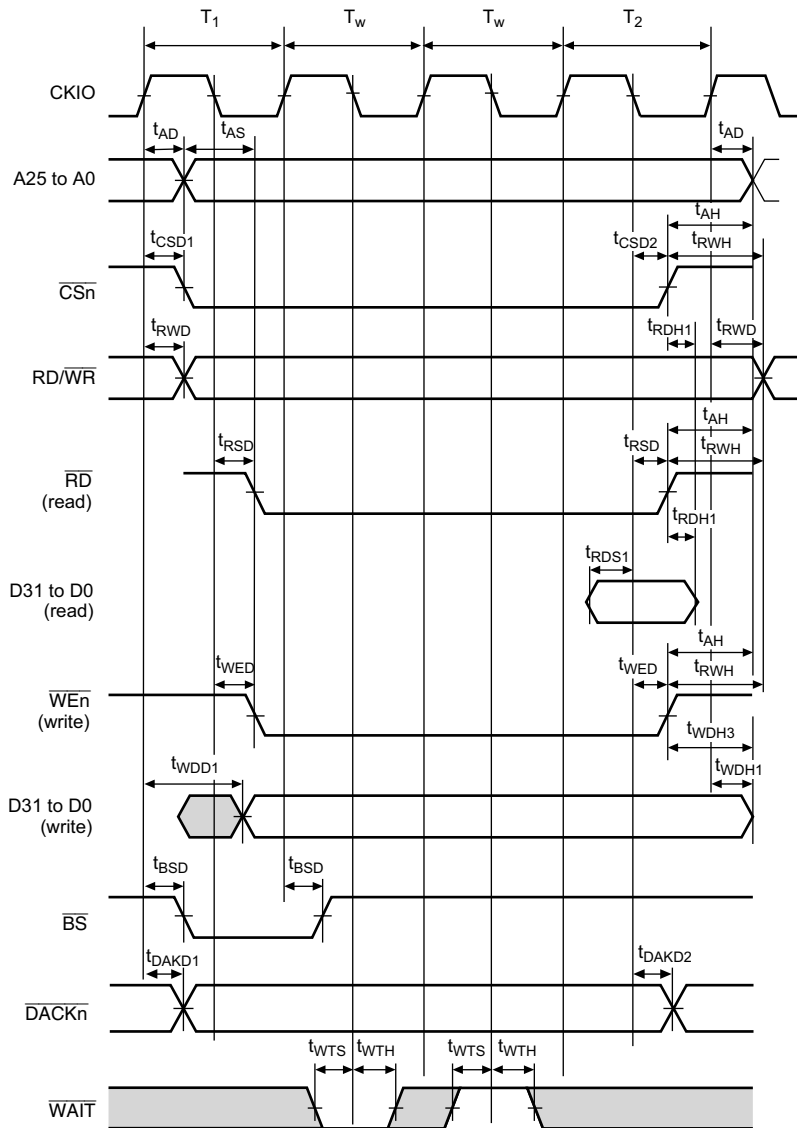 T1 Tw Tw T2
CKIO
tAD tAS tAD
A25 to A0
tAH
tCSD1 tCSD2 tRWH
CSn
tRWD tRDH1 tRWD
RD/WR
tAH
tRSD tRSD tRWH
RD
(read)
tRDH1
tRDS1
D31 to D0
(read)
tAH
tWED tWED tRWH
WEn
(write)
tWDH3
tWDD1 tWDH1
D31 to D0
(write)
tBSD tBSD
BS
tDAKD1 tDAKD2
DACKn
tWTS tWTH tWTS tWTH
WAIT